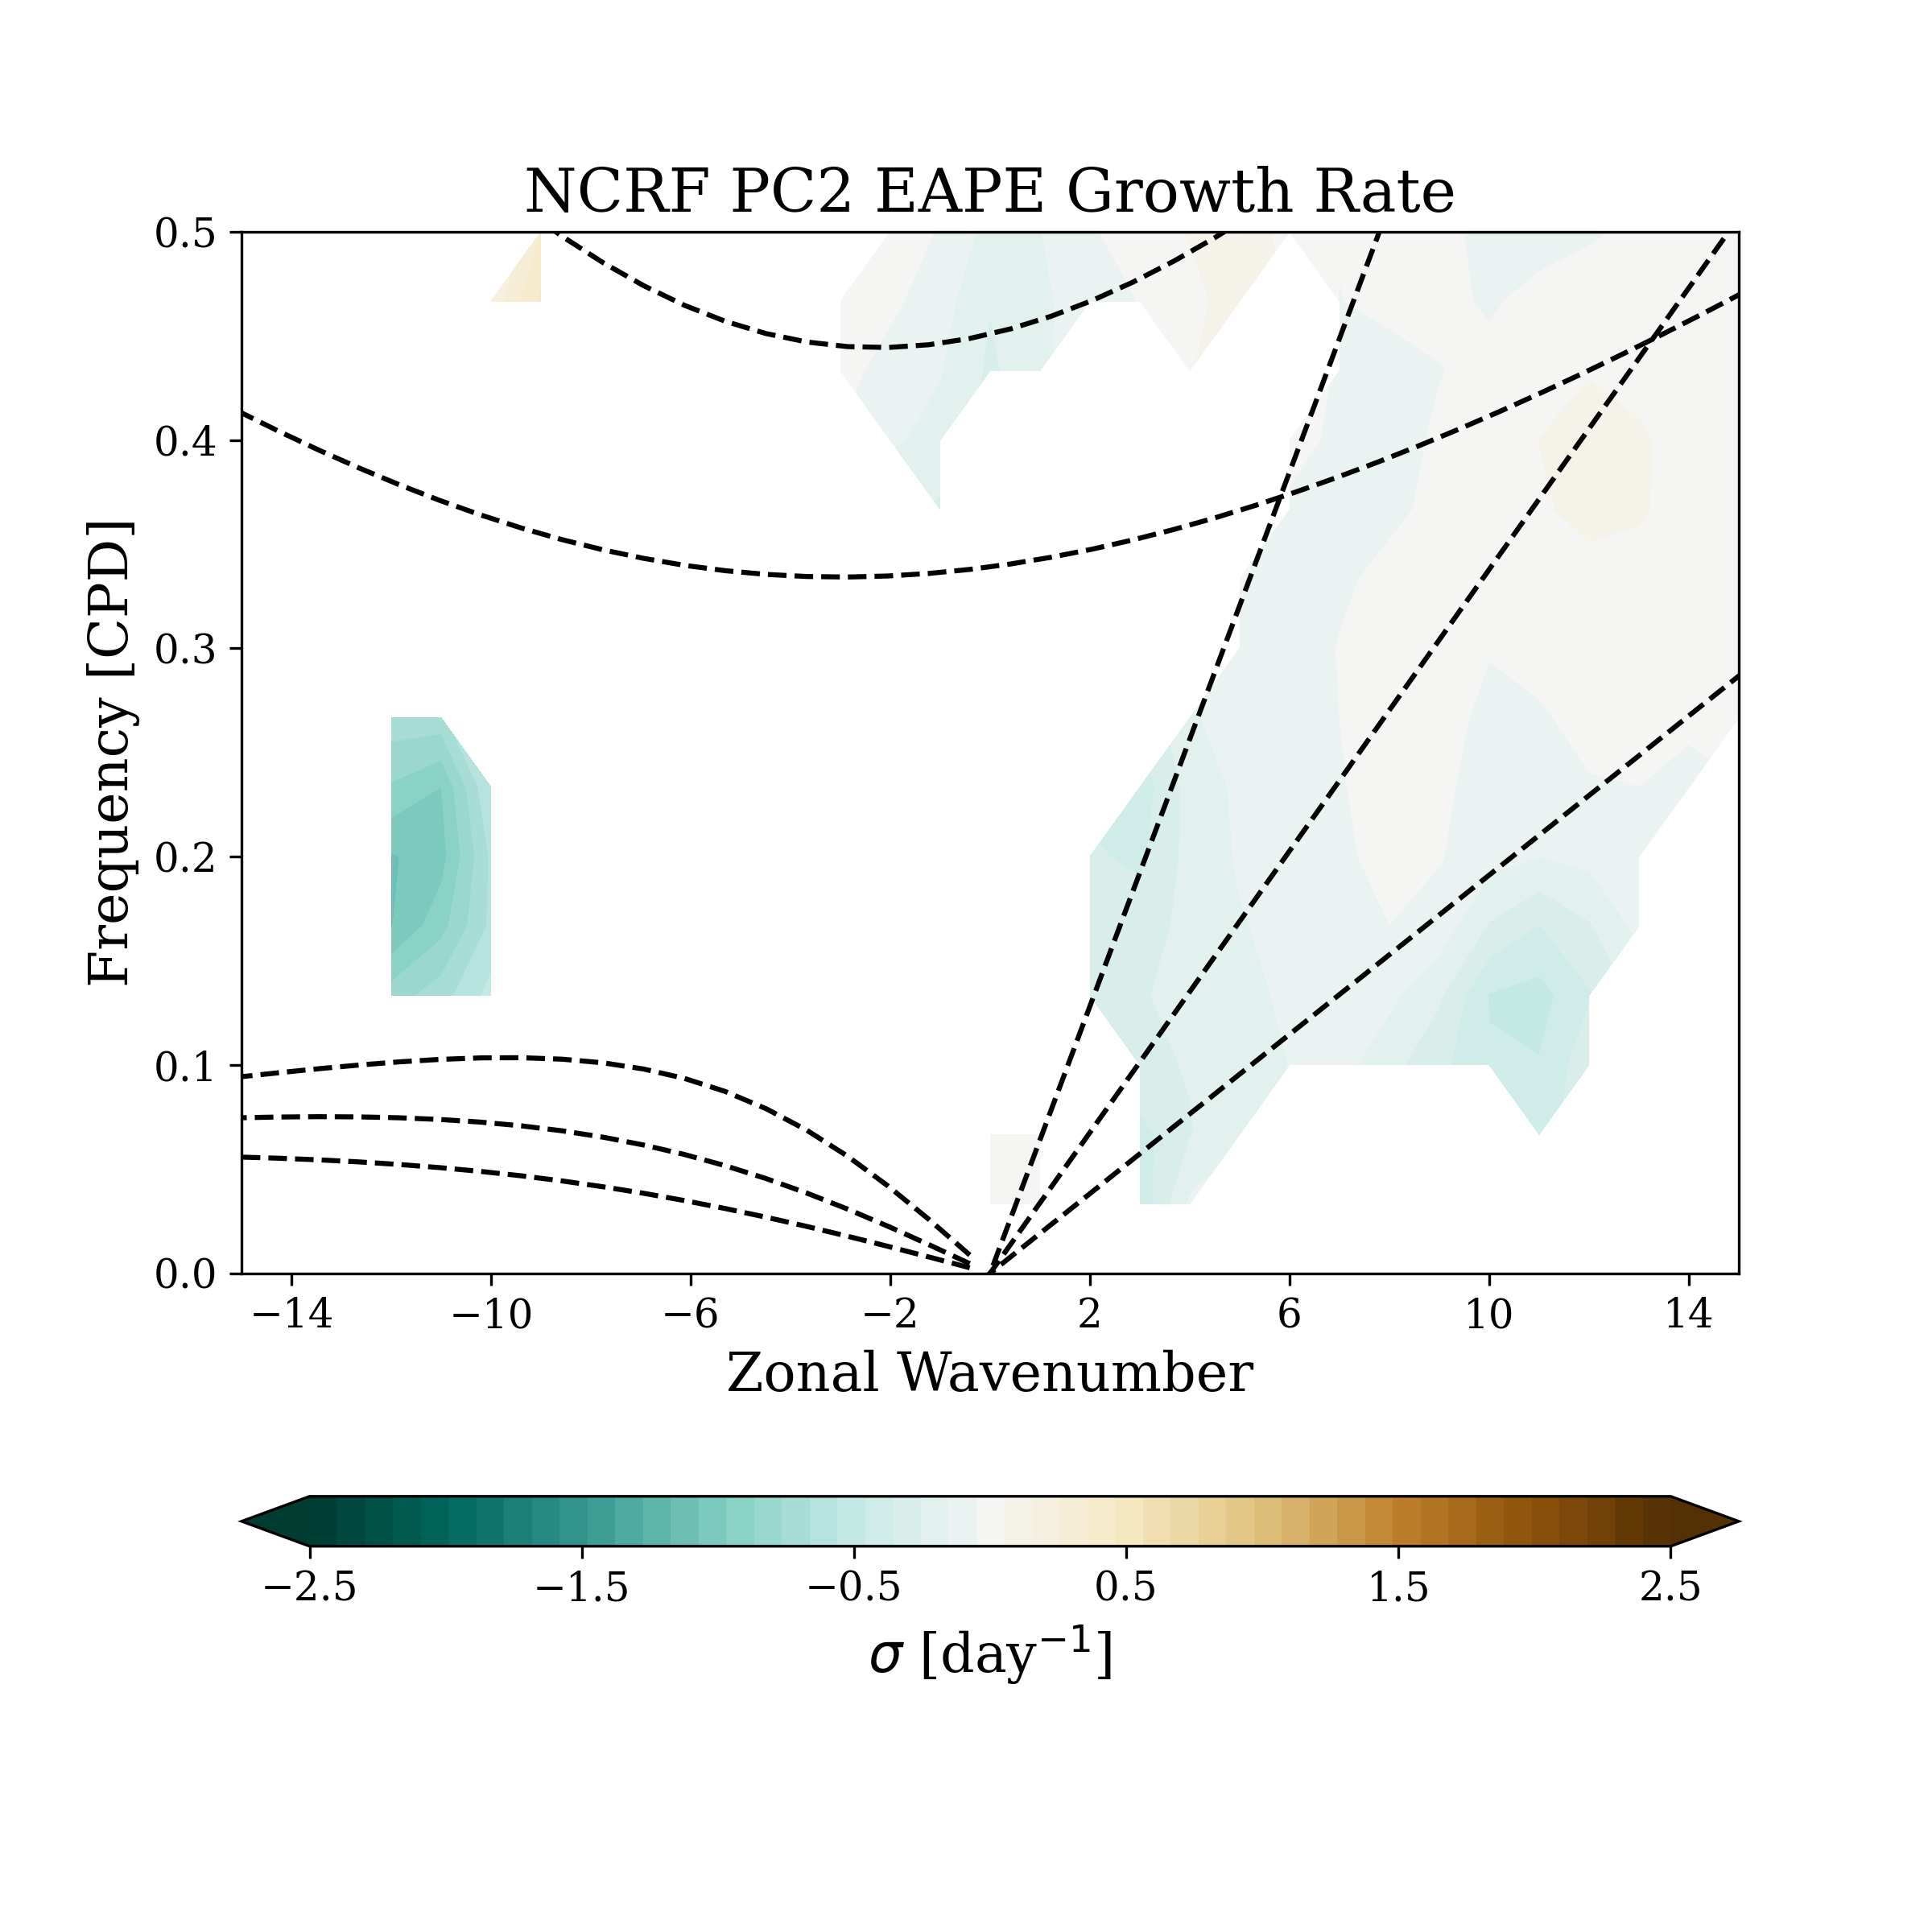 NCRF PC2 EAPE Growth Rate
0.5
0.4
0.3
0.2
0.1
0.0
Frequency [CPD]
−14 −10 −6 −2 2 6 10 14
Zonal Wavenumber
−2.5 −1.5 −0.5 0.5 1.5 2.5
σ [day⁻¹]